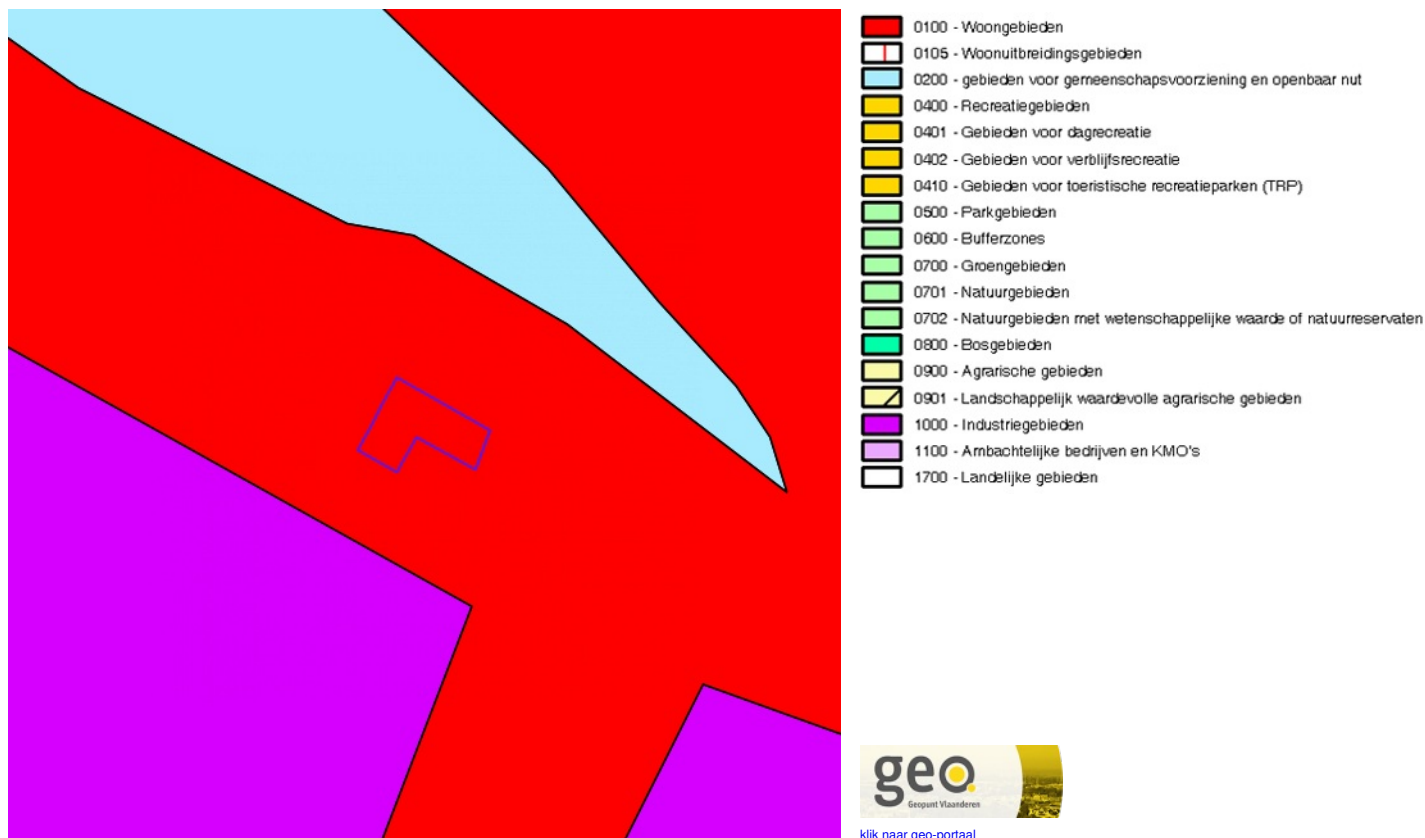 0100 - Woongebieden
0105 - Woonuitbreidingsgebieden
0200 - gebieden voor gemeenschapsvoorziening en openbaar nut
0400 - Recreatiegebieden
0401 - Gebieden voor dagrecreatie
0402 - Gebieden voor verblijfsrecreatie
0410 - Gebieden voor toeristische recreatieparken (TRP)
0500 - Parkgebieden
0600 - Bufferzones
0700 - Groengebieden
0701 - Natuurgebieden
0702 - Natuurgebieden met wetenschappelijke waarde of natuurreservaten
0800 - Bosgebieden
0900 - Agrarische gebieden
0901 - Landschappelijk waardevolle agrarische gebieden
1000 - Industriegebieden
1100 - Ambachtelijke bedrijven en KMO's
1700 - Landelijke gebieden
geo.
Geopunt Vlaanderen
klik naar geo-portaal